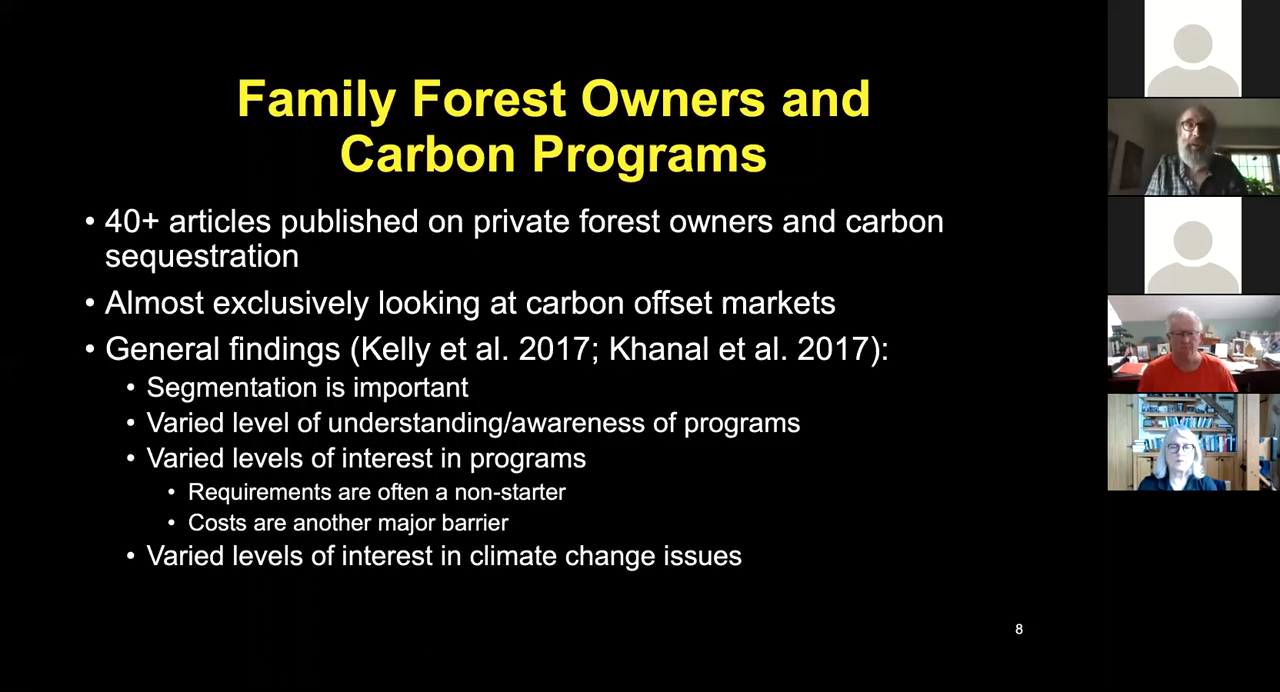 Family Forest Owners and
Carbon Programs
• 40+ articles published on private forest owners and carbon
sequestration
• Almost exclusively looking at carbon offset markets
• General findings (Kelly et al. 2017; Khanal et al. 2017):
• Segmentation is important
• Varied level of understanding/awareness of programs
• Varied levels of interest in programs
• Requirements are often a non-starter
• Costs are another major barrier
• Varied levels of interest in climate change issues
8